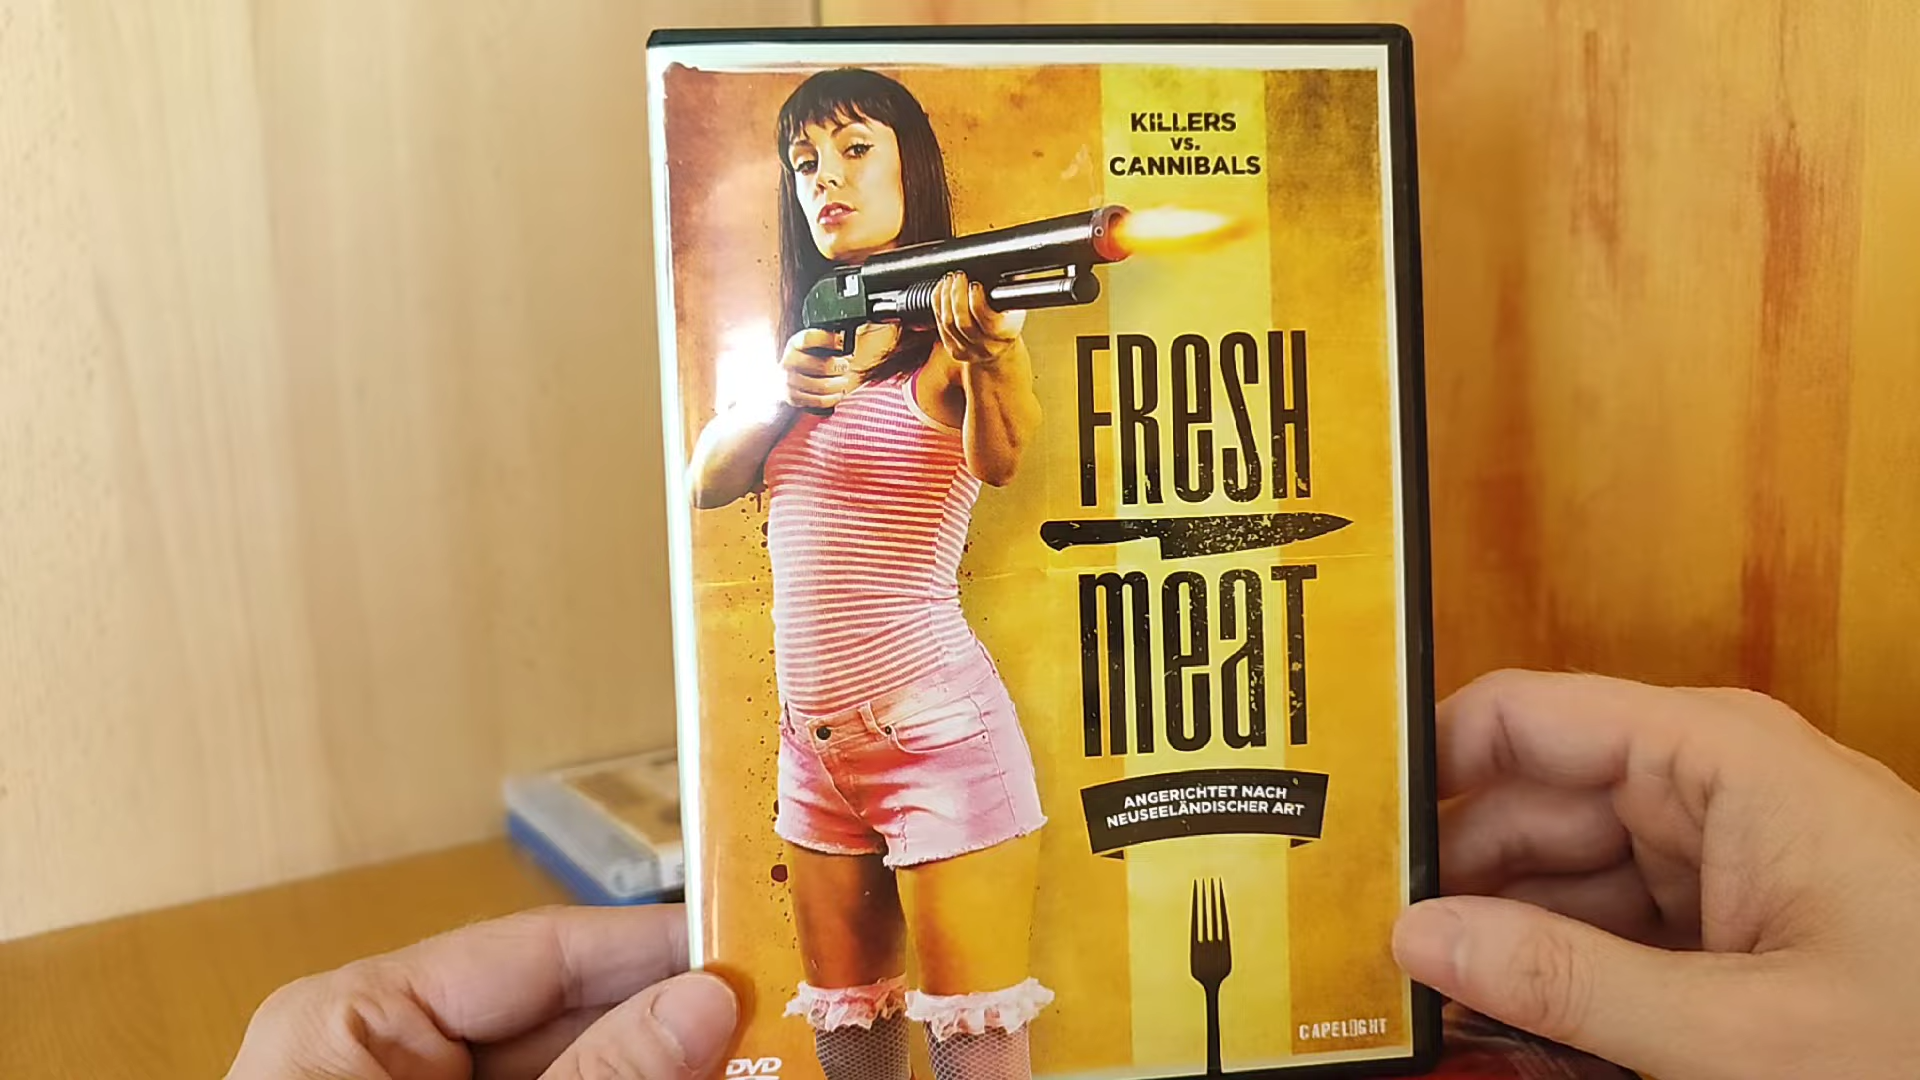 KILLERS
VS.
CANNIBALS
FRESH
MEAT
ANGERICHTET NACH
NEUSEELÄNDISCHER ART
CAPELIGHT
DVD